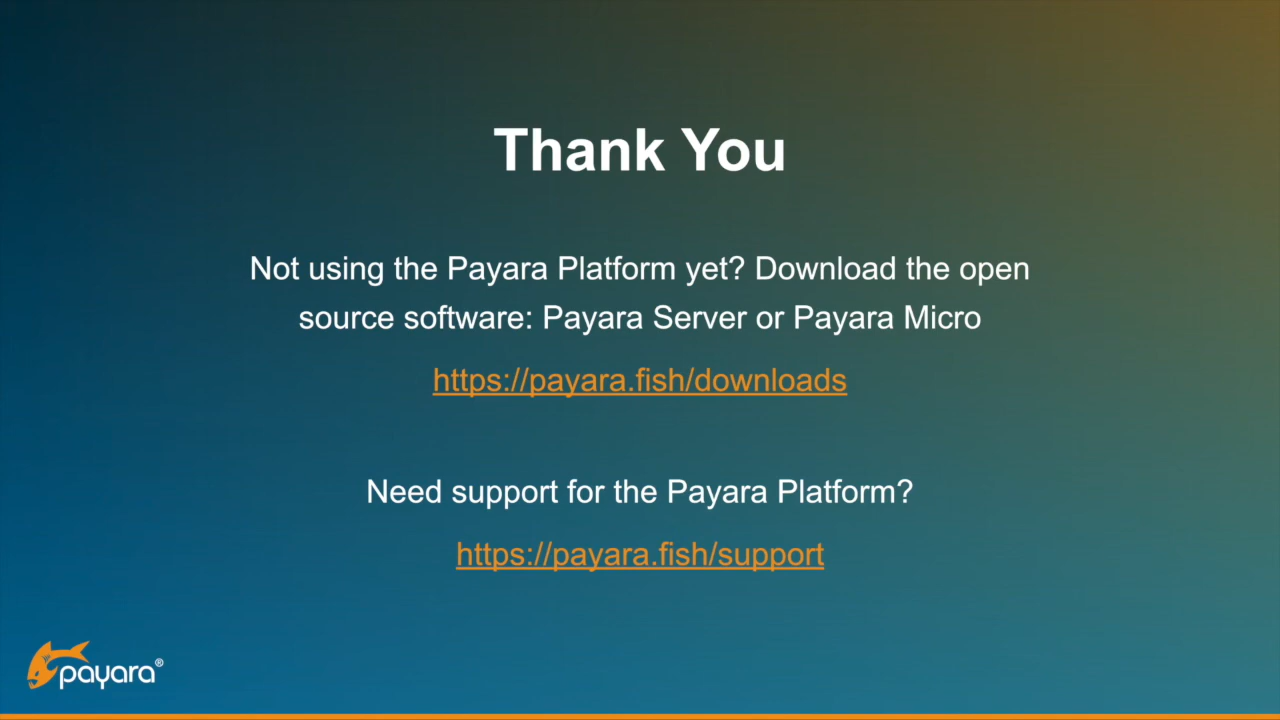 Thank You
Not using the Payara Platform yet? Download the open
source software: Payara Server or Payara Micro
https://payara.fish/downloads
Need support for the Payara Platform?
https://payara.fish/support
payara®